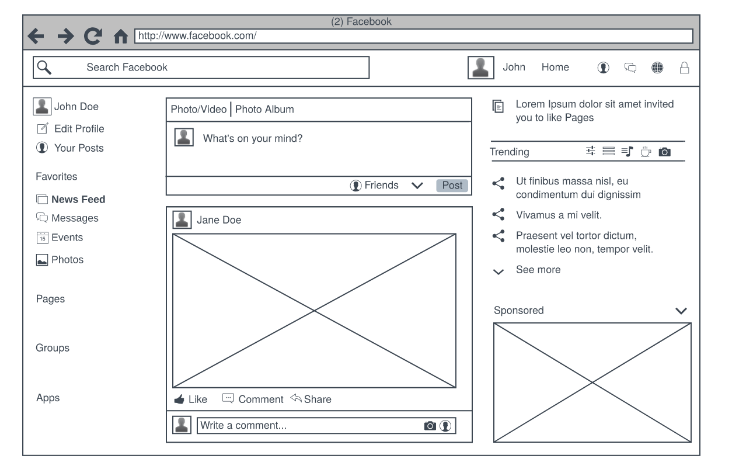 (2) Facebook
http://www.facebook.com/
Search Facebook
John Home
John Doe
Edit Profile
Your Posts
Favorites
News Feed
Messages
Events
Photos
Pages
Groups
Apps
Photo/Video Photo Album
What's on your mind?
Friends Post
Jane Doe
Like Comment Share
Write a comment...
Lorem Ipsum dolor sit amet invited
you to like Pages
Trending
Ut finibus massa nisl, eu
condimentum dui dignissim
Vivamus a mi velit.
Praesent vel tortor dictum,
molestie leo non, tempor velit.
See more
Sponsored